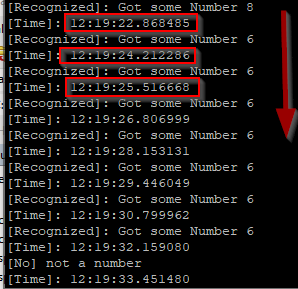 [Recognized]: Got some Number 8
[Time]: 12:19:22.868485
[Recognized]: Got some Number 6
[Time]: 12:19:24.212286
[Recognized]: Got some Number 6
[Time]: 12:19:25.516668
[Recognized]: Got some Number 6
[Time]: 12:19:26.806999
[Recognized]: Got some Number 6
[Time]: 12:19:28.153131
[Recognized]: Got some Number 6
[Time]: 12:19:29.446049
[Recognized]: Got some Number 6
[Time]: 12:19:30.799962
[Recognized]: Got some Number 6
[Time]: 12:19:32.159080
[No] not a number
[Time]: 12:19:33.451480